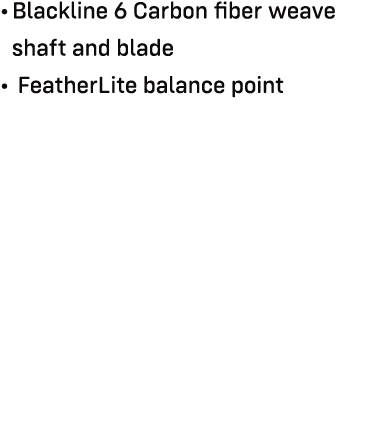 • Blackline 6 Carbon fiber weave
shaft and blade
• FeatherLite balance point